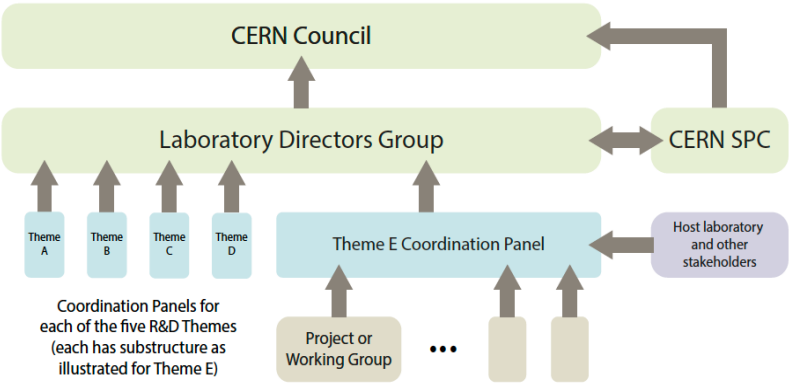 CERN Council
Laboratory Directors Group
CERN SPC
Theme
A
Theme
B
Theme
C
Theme
D
Theme E Coordination Panel
Host laboratory
and other
stakeholders
Coordination Panels for
each of the five R&D Themes
(each has substructure as
illustrated for Theme E)
Project or
Working Group
•••